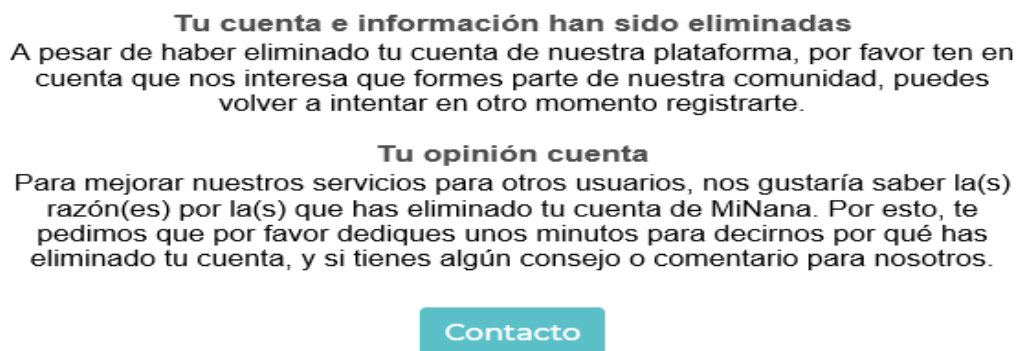 Tu cuenta e información han sido eliminadas
A pesar de haber eliminado tu cuenta de nuestra plataforma, por favor ten en
cuenta que nos interesa que formes parte de nuestra comunidad, puedes
volver a intentar en otro momento registrarte.
Tu opinión cuenta
Para mejorar nuestros servicios para otros usuarios, nos gustaría saber la(s)
razón(es) por la(s) que has eliminado tu cuenta de MiNana. Por esto, te
pedimos que por favor dediques unos minutos para decirnos por qué has
eliminado tu cuenta, y si tienes algún consejo o comentario para nosotros.
Contacto